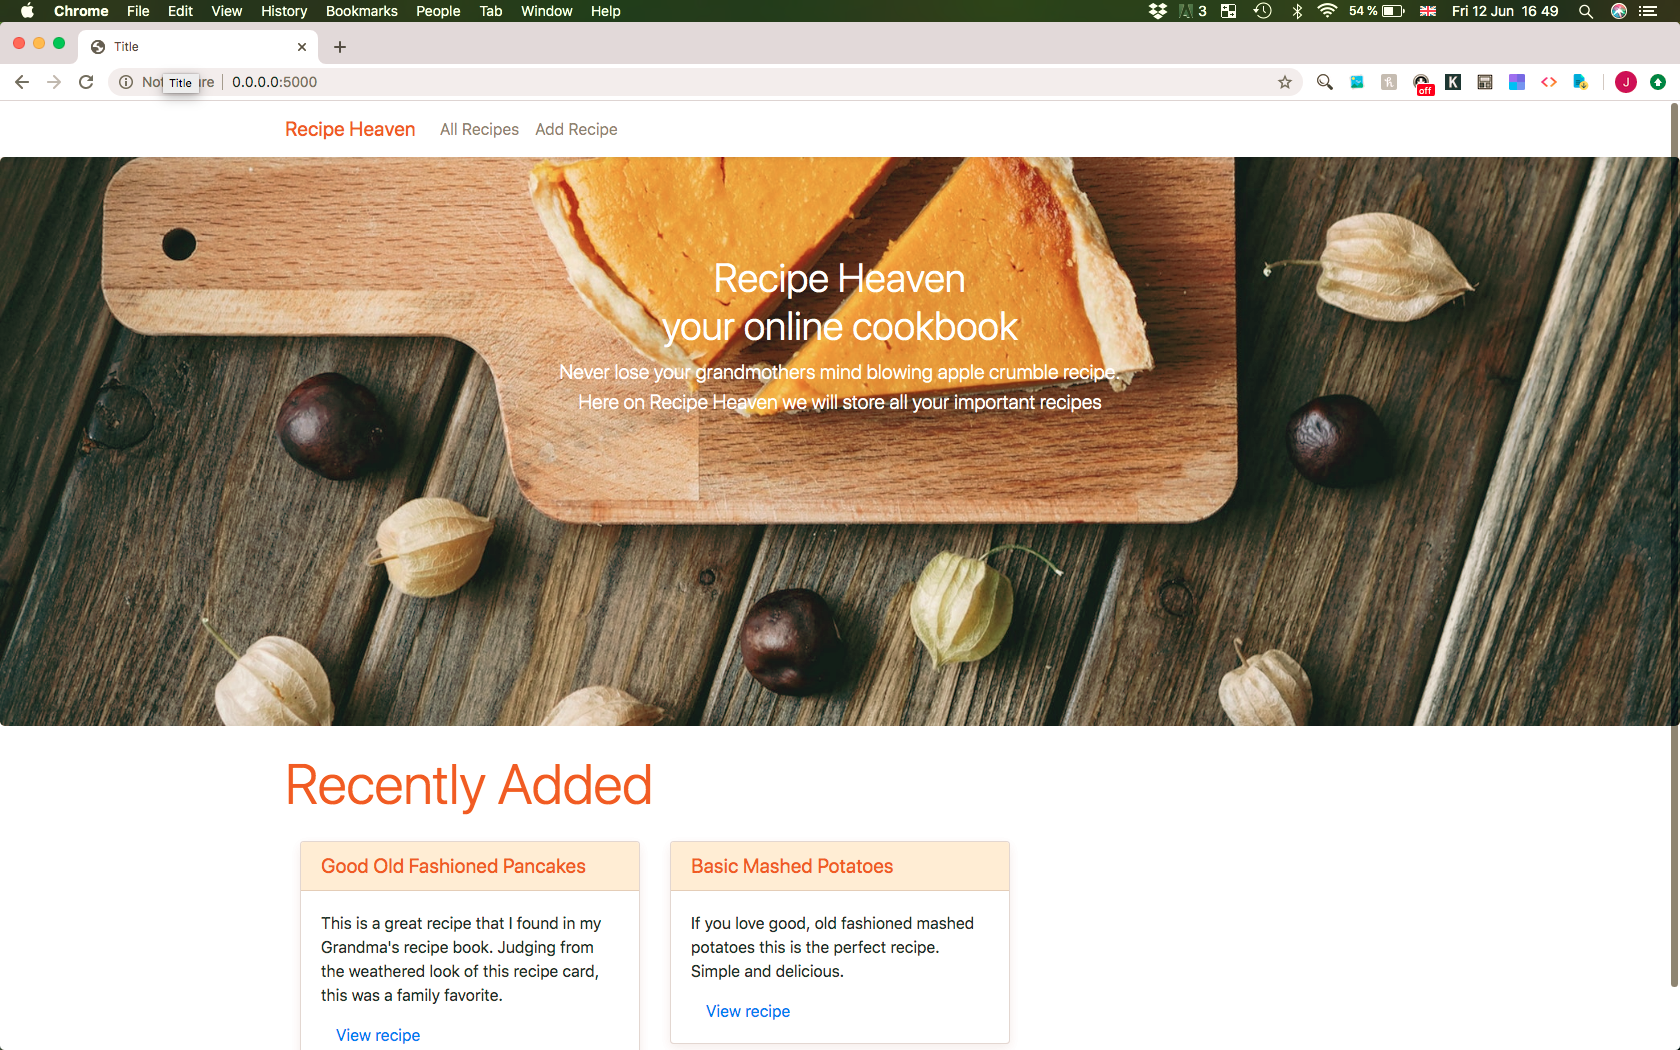 Chrome File Edit View History Bookmarks People Tab Window Help 3 54 % Fri 12 Jun 16 49
Title
Title
0.0.0.0:5000
off
K
J
Recipe Heaven All Recipes Add Recipe
Recipe Heaven
your online cookbook
Never lose your grandmothers mind blowing apple crumble recipe.
Here on Recipe Heaven we will store all your important recipes
Recently Added
Good Old Fashioned Pancakes
This is a great recipe that I found in my
Grandma's recipe book. Judging from
the weathered look of this recipe card,
this was a family favorite.
View recipe
Basic Mashed Potatoes
If you love good, old fashioned mashed
potatoes this is the perfect recipe.
Simple and delicious.
View recipe